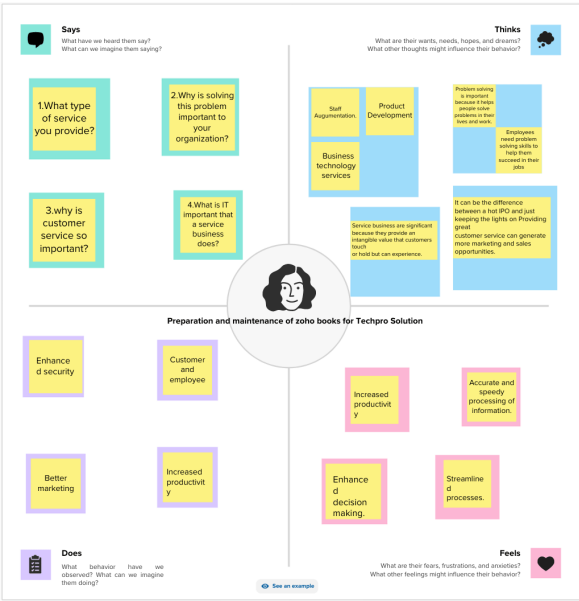 Says
What have we heard them say?
What can we imagine them saying?
Thinks
What are their wants, needs, hopes, and dreams?
What other thoughts might influence their behavior?
1.What type
of service
you provide?
2.Why is solving
this problem
important to
your
organization?
3.why is
customer
service so
important?
4.What is IT
important that
a service
business
does?
Staff
Augumentation.
Product
Development
Business
technology
services
Problem solving
is important
because it helps
people solve
problems in their
lives and work.
Employees
need problem
solving skills to
help them
succeed in their
jobs
Service business are significant
because they provide an
intangible value that customers
touch
or hold but can experience.
It can be the difference
between a hot IPO and just
keeping the lights on Providing
great
customer service can generate
more marketing and sales
opportunities.
Preparation and maintenance of zoho books for Techpro Solution
Enhance
d security
Customer
and
employee
Better
marketing
Increased
productivit
y
Increased
productivit
y
Accurate and
speedy
processing of
information.
Enhance
d
decision
making.
Streamline
d
processes.
Does
What behavior have we
observed? What can we imagine
them doing?
See an example
Feels
What are their fears, frustrations, and anxieties?
What other feelings might influence their behavior?